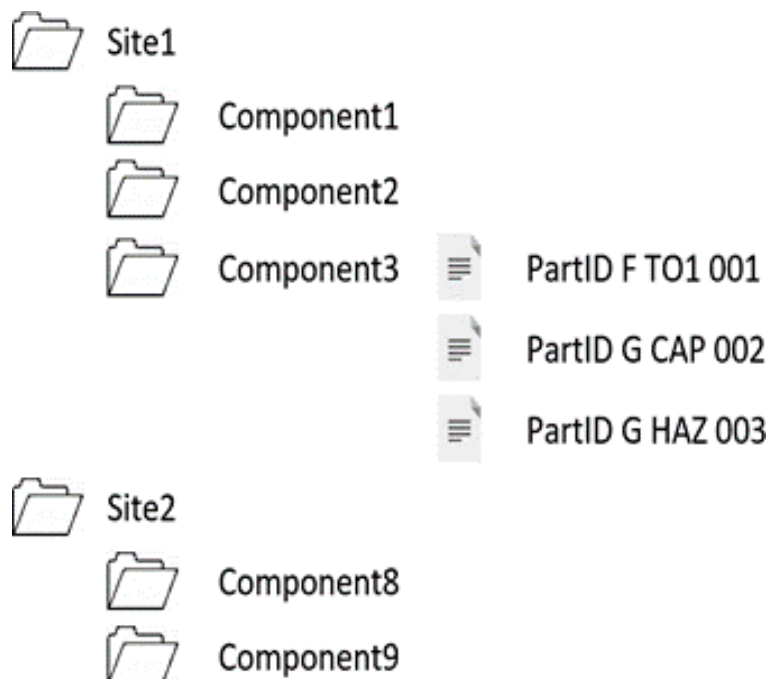 Site1
Component1
Component2
Component3 PartID F TO1 001
PartID G CAP 002
PartID G HAZ 003
Site2
Component8
Component9